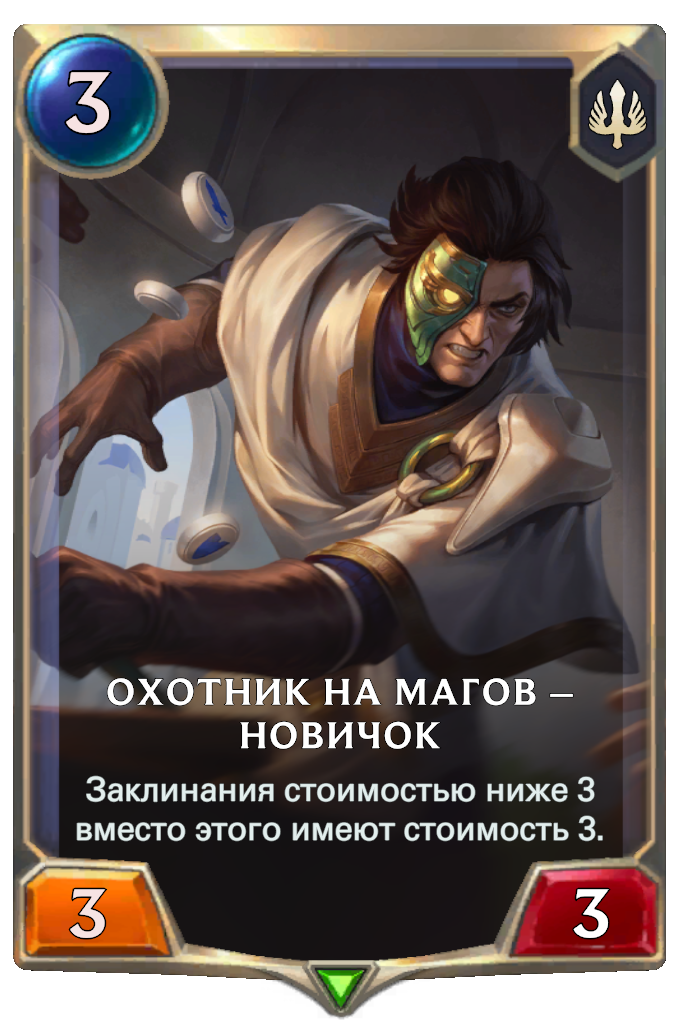 3
ОХОТНИК НА МАГОВ –
НОВИЧОК
Заклинания стоимостью ниже 3
вместо этого имеют стоимость 3.
3 3